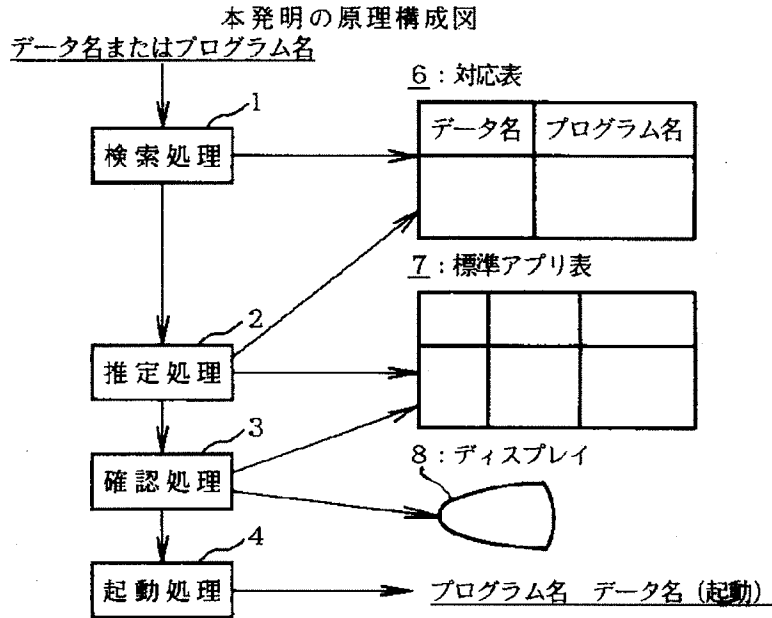 本発明の原理構成図
データ名またはプログラム名
1
検索処理
6：対応表
データ名 プログラム名
7：標準アプリ表
2
推定処理
3
確認処理
8：ディスプレイ
4
起動処理
プログラム名 データ名（起動）